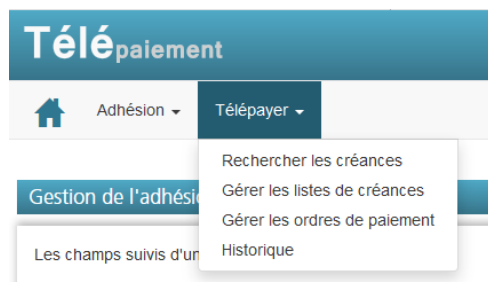 Télépaiement
Adhésion Télépayer
Rechercher les créances
Gérer les listes de créances
Gérer les ordres de paiement
Historique
Gestion de l'adhési
Les champs suivis d'un